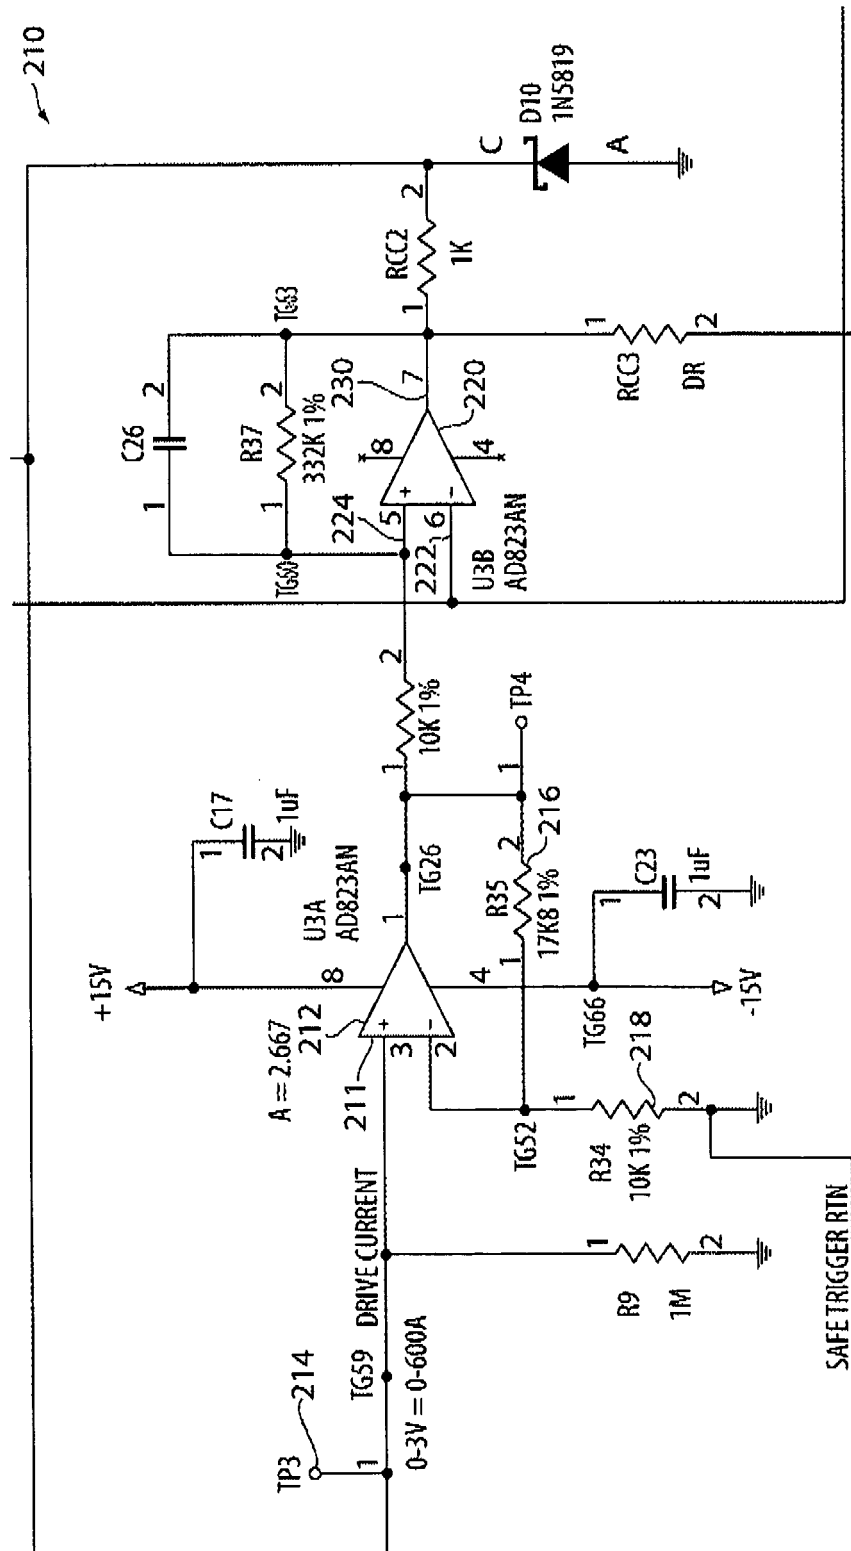 210
C
D10
1N5819
A
RCC2
2
1K
1
TG63
C26
1
2
R37
1
2
332K 1%
TG60
230
7
8
4
220
224
5
+
222
6
−
U3B
AD823AN
1
2
RCC3
DR
C17
1
2
1uF
+15V
8
U3A
AD823AN
1
TG26
1
2
10K 1%
TP4
1
216
2
R35
1
17K8 1%
C23
1
2
1uF
4
TG66
-15V
A = 2.667
212
211
+
3
−
2
TG52
218
1
R34
2
10K 1%
DRIVE CURRENT
TP3
214
1
TG59
0-3V = 0-600A
1
R9
2
1M
SAFE TRIGGER RTN